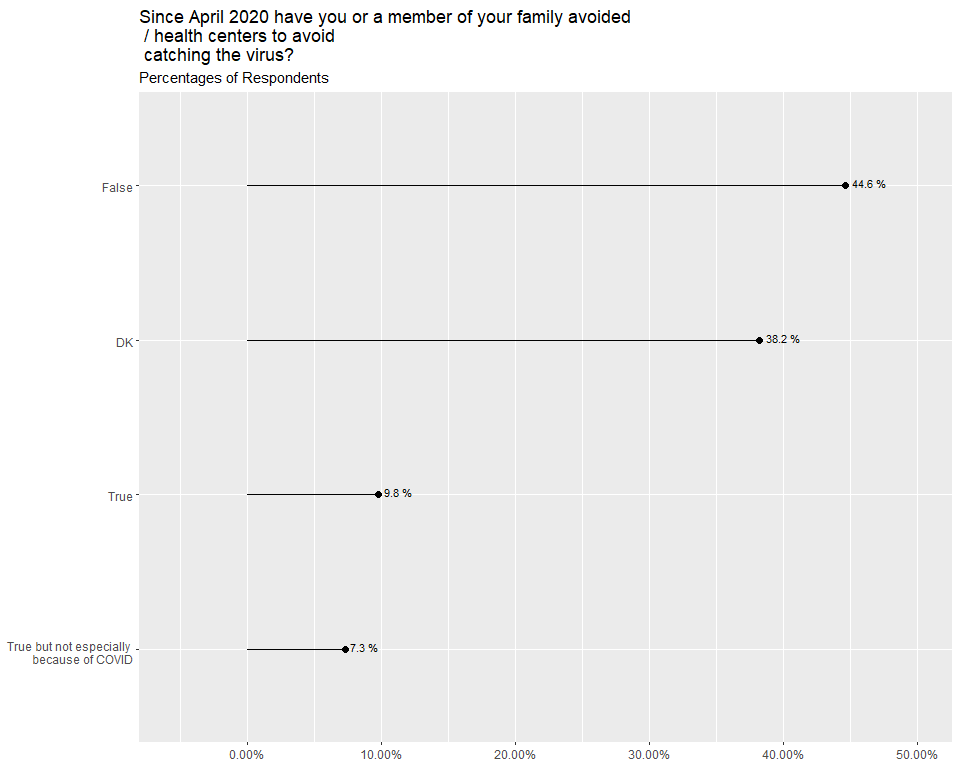 Since April 2020 have you or a member of your family avoided
/ health centers to avoid
catching the virus?
Percentages of Respondents
False
44.6 %
DK
38.2 %
True
9.8 %
True but not especially
because of COVID
7.3 %
0.00%
10.00%
20.00%
30.00%
40.00%
50.00%